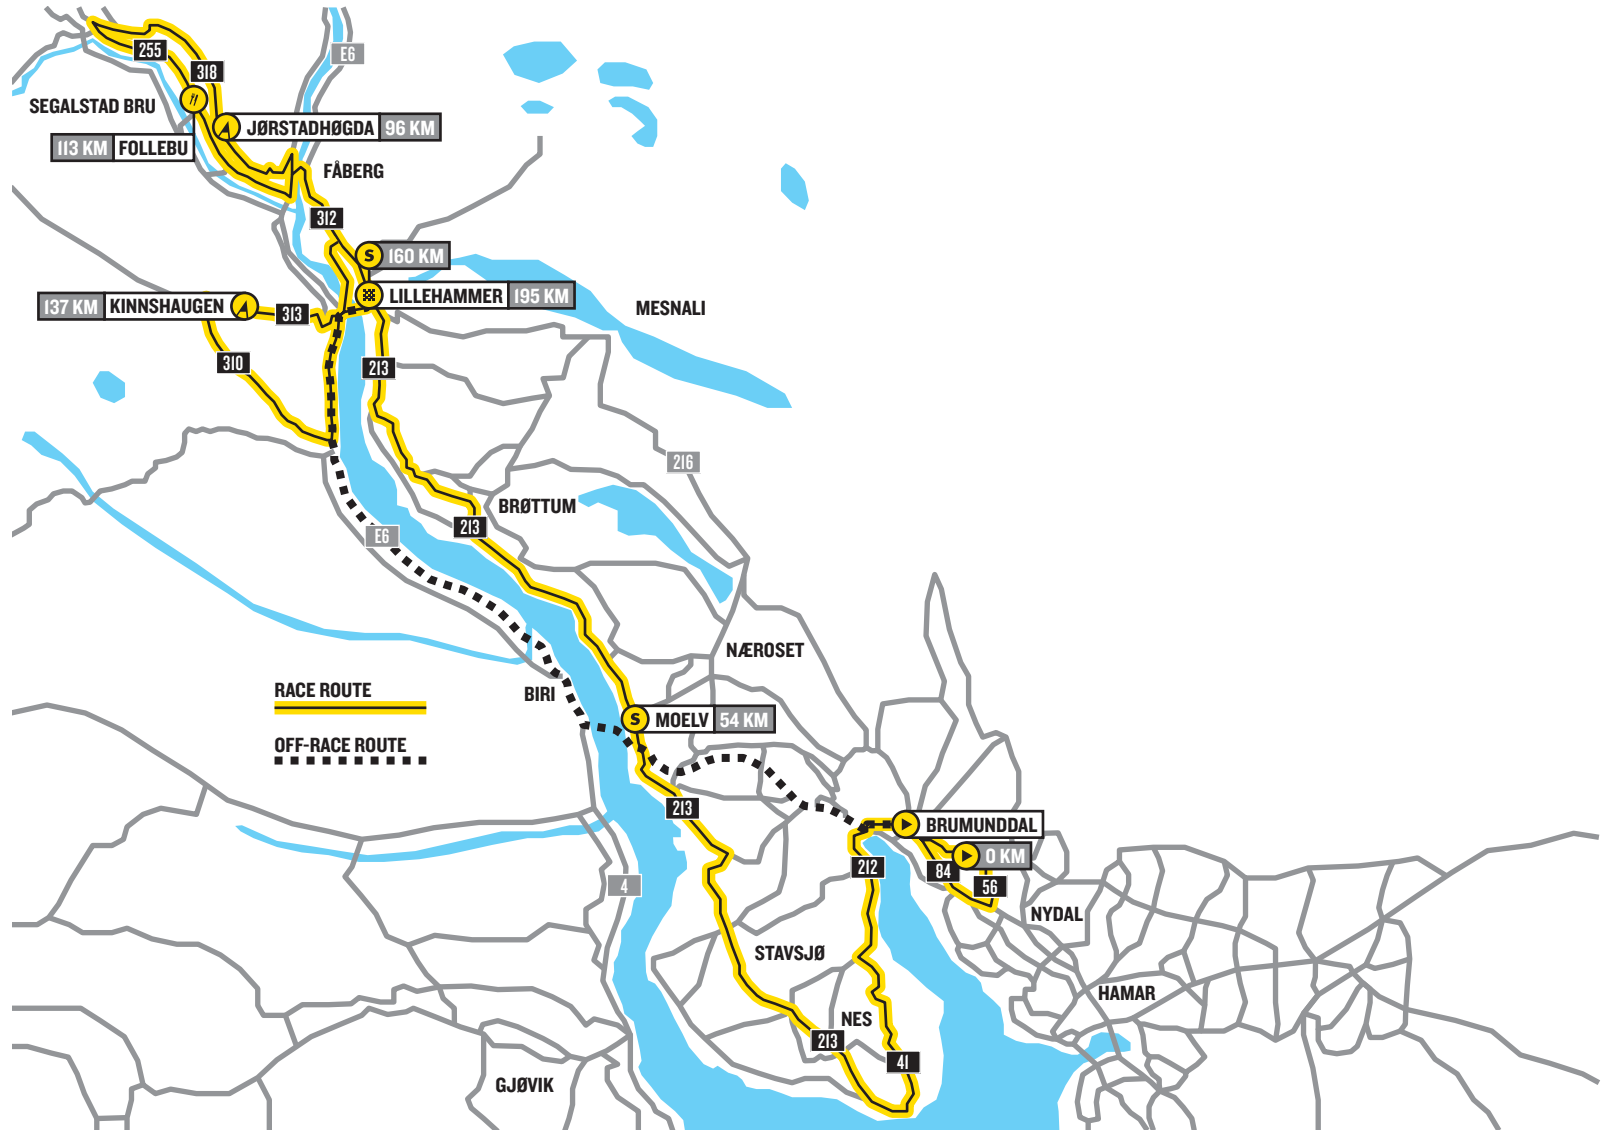 E6
255
318
SEGALSTAD BRU
JØRSTADHØGDA 96 KM
113 KM FOLLEBU
FÅBERG
312
S 160 KM
LILLEHAMMER 195 KM
137 KM KINNSHAUGEN
313
MESNALI
310
213
216
BRØTTUM
213
E6
NÆROSET
RACE ROUTE
BIRI
S MOELV 54 KM
OFF-RACE ROUTE
213
BRUMUNDDAL
0 KM
212
84
56
4
NYDAL
STAVSJØ
HAMAR
NES
213
41
GJØVIK